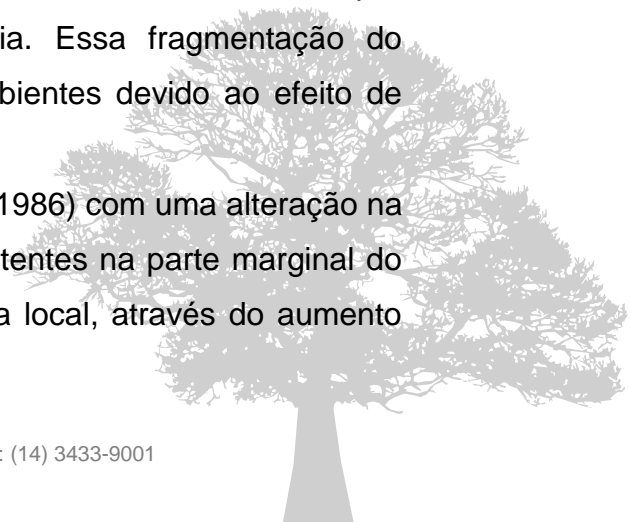 ia. Essa fragmentação do
bientes devido ao efeito de
1986) com uma alteração na
tentes na parte marginal do
a local, através do aumento
: (14) 3433-9001